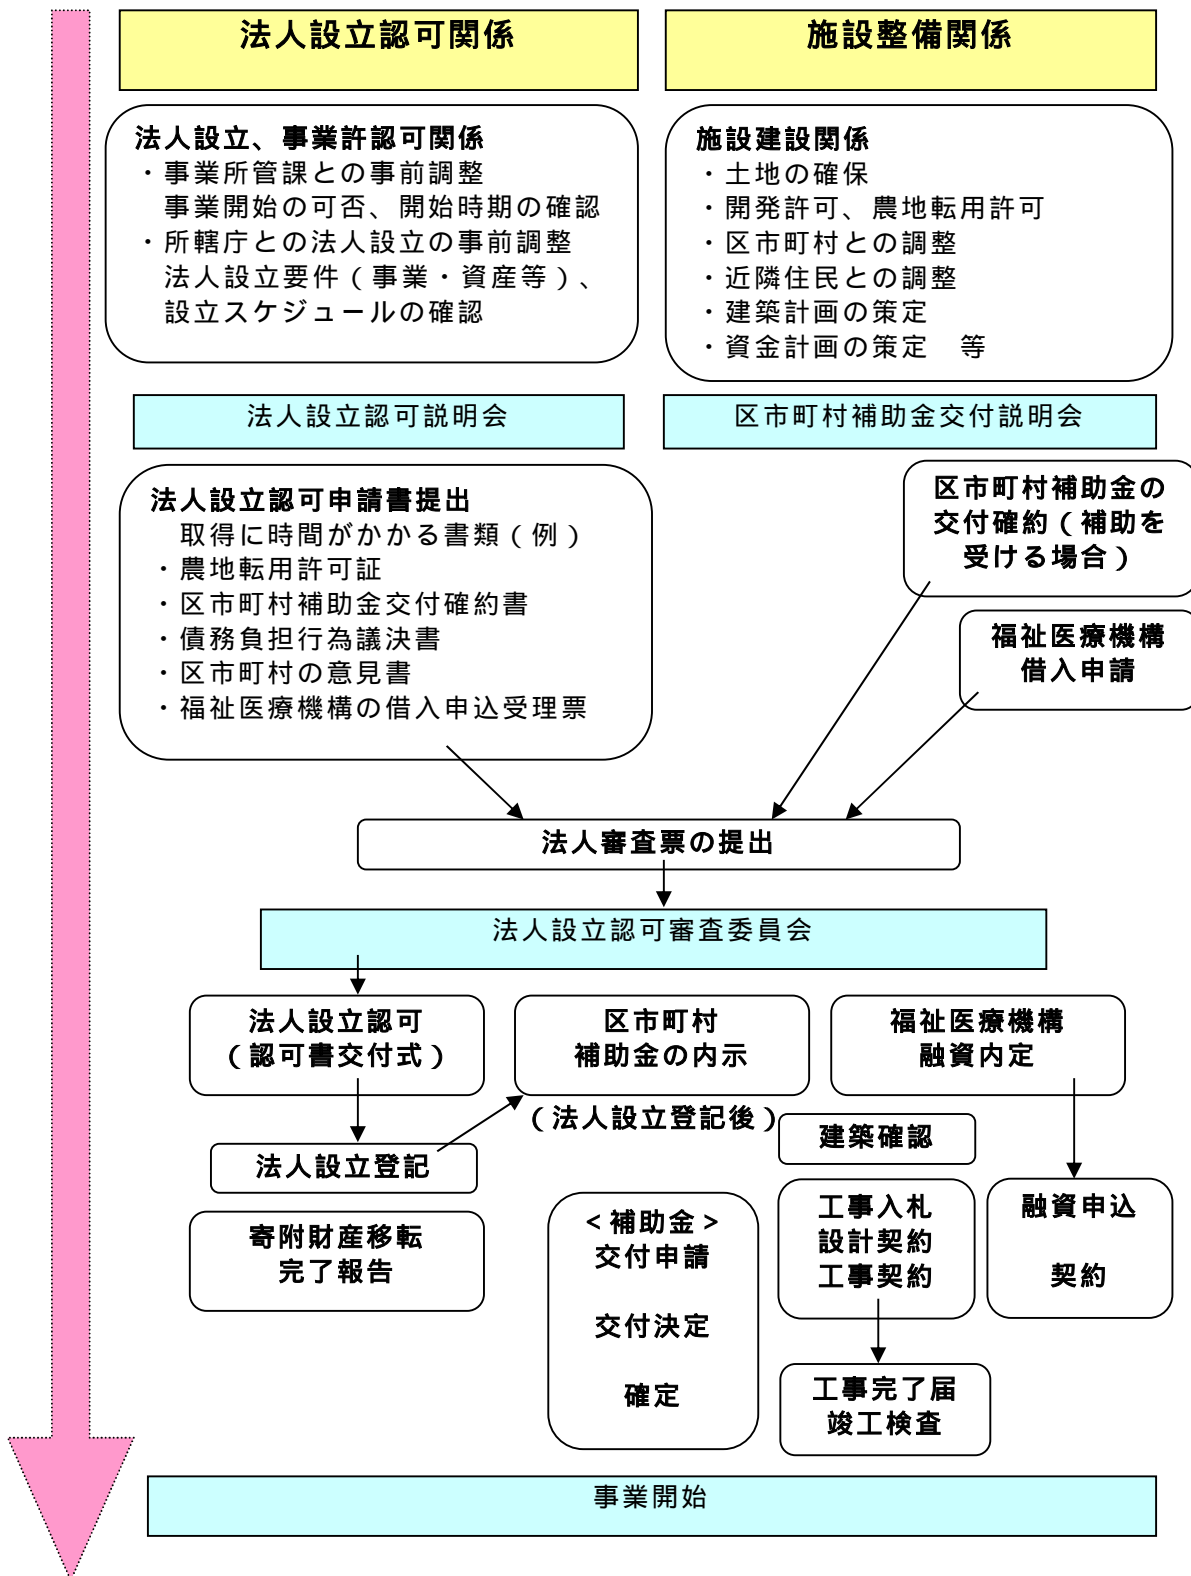 法人設立認可関係
施設整備関係
法人設立、事業許認可関係
・事業所管課との事前調整
事業開始の可否、開始時期の確認
・所轄庁との法人設立の事前調整
法人設立要件（事業・資産等）、
設立スケジュールの確認
施設建設関係
・土地の確保
・開発許可、農地転用許可
・区市町村との調整
・近隣住民との調整
・建築計画の策定
・資金計画の策定　等
法人設立認可説明会
区市町村補助金交付説明会
法人設立認可申請書提出
取得に時間がかかる書類（例）
・農地転用許可証
・区市町村補助金交付確約書
・債務負担行為議決書
・区市町村の意見書
・福祉医療機構の借入申込受理票
区市町村補助金の
交付確約（補助を
受ける場合）
福祉医療機構
借入申請
法人審査票の提出
法人設立認可審査委員会
法人設立認可
（認可書交付式）
区市町村
補助金の内示
福祉医療機構
融資内定
（法人設立登記後）
建築確認
法人設立登記
寄附財産移転
完了報告
＜補助金＞
交付申請
交付決定
確定
工事入札
設計契約
工事契約
融資申込
契約
工事完了届
竣工検査
事業開始